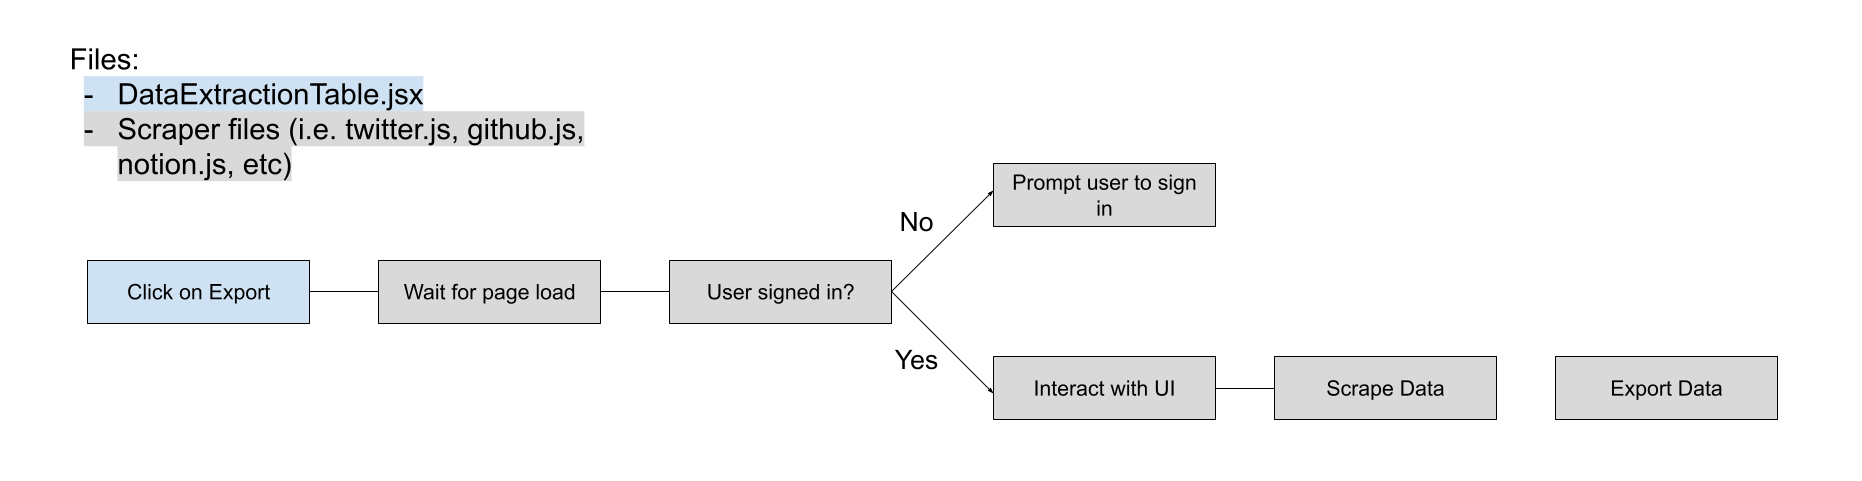 Files:
- DataExtractionTable.jsx
- Scraper files (i.e. twitter.js, github.js,
notion.js, etc)
Prompt user to sign
in
No
Click on Export
Wait for page load
User signed in?
Yes
Interact with UI
Scrape Data
Export Data